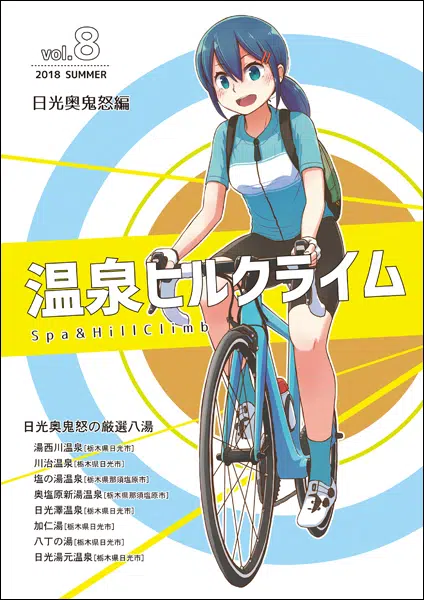 vol.8
2018 SUMMER
日光奥鬼怒編
温泉ヒルクライム
Spa&HillClimb
日光奥鬼怒の厳選八湯
湯西川温泉[栃木県日光市]
川治温泉[栃木県日光市]
塩の湯温泉[栃木県那須塩原市]
奥塩原新湯温泉[栃木県那須塩原市]
日光澤温泉[栃木県日光市]
加仁湯[栃木県日光市]
八丁の湯[栃木県日光市]
日光湯元温泉[栃木県日光市]